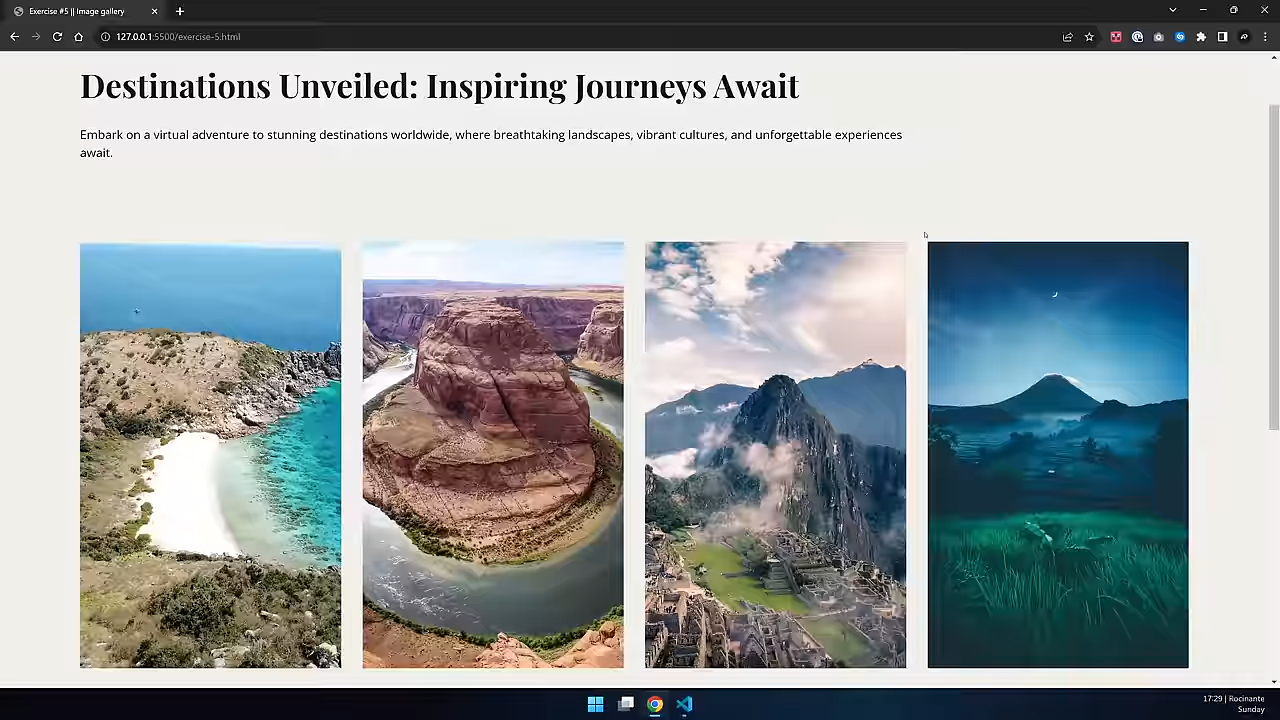 Exercise #5 || Image gallery
127.0.0.1:5500/exercise-5.html
Destinations Unveiled: Inspiring Journeys Await
Embark on a virtual adventure to stunning destinations worldwide, where breathtaking landscapes, vibrant cultures, and unforgettable experiences
await.
17:29 | Rocinante
Sunday